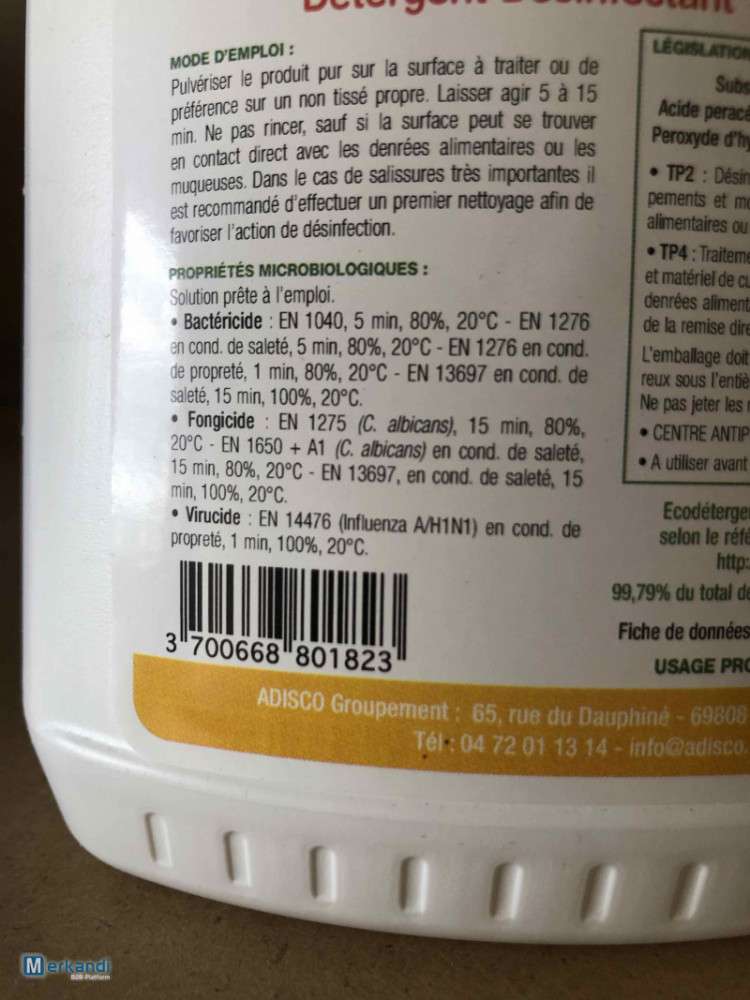 Détergent Désinfectant
MODE D'EMPLOI :
Pulvériser le produit pur sur la surface à traiter ou de
préférence sur un non tissé propre. Laisser agir 5 à 15
min. Ne pas rincer, sauf si la surface peut se trouver
en contact direct avec les denrées alimentaires ou les
muqueuses. Dans le cas de salissures très importantes il
est recommandé d'effectuer un premier nettoyage afin de
favoriser l'action de désinfection.
PROPRIÉTÉS MICROBIOLOGIQUES :
Solution prête à l'emploi.
• Bactéricide : EN 1040, 5 min, 80%, 20°C - EN 1276
en cond. de saleté, 5 min, 80%, 20°C - EN 1276 en cond.
de propreté, 1 min, 80%, 20°C - EN 13697 en cond. de
saleté, 15 min, 100%, 20°C.
• Fongicide : EN 1275 (C. albicans), 15 min, 80%,
20°C - EN 1650 + A1 (C. albicans) en cond. de saleté,
15 min, 80%, 20°C - EN 13697, en cond. de saleté, 15
min, 100%, 20°C.
• Virucide : EN 14476 (Influenza A/H1N1) en cond. de
propreté, 1 min, 100%, 20°C.
3 700668 801823
LÉGISLATION
Subs
Acide peracé
Peroxyde d'hy
• TP2 : Désin
pements et m
alimentaires ou
• TP4 : Traiteme
et matériel de cu
denrées aliment
de la remise dire
L'emballage doit
reux sous l'entiè
Ne pas jeter les
• CENTRE ANTIP
• A utiliser avant
Ecodéterge
selon le réfé
http:
99,79% du total de
Fiche de données
USAGE PRO
ADISCO Groupement : 65, rue du Dauphiné - 69808
Tél : 04 72 01 13 14 - info@adisco.
Merkandi
B2B Platform